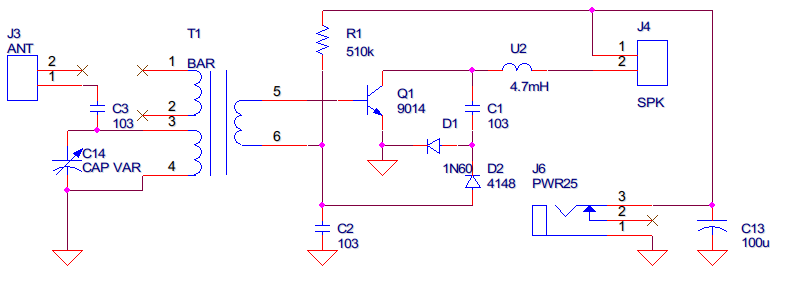 J3
ANT
2
1
C3
103
C14
CAP VAR
T1
BAR
1
2
3
4
5
6
R1
510k
Q1
9014
C2
103
D1
1N60
D2
4148
C1
103
U2
4.7mH
J4
1
2
SPK
J6
PWR25
3
2
1
C13
100u